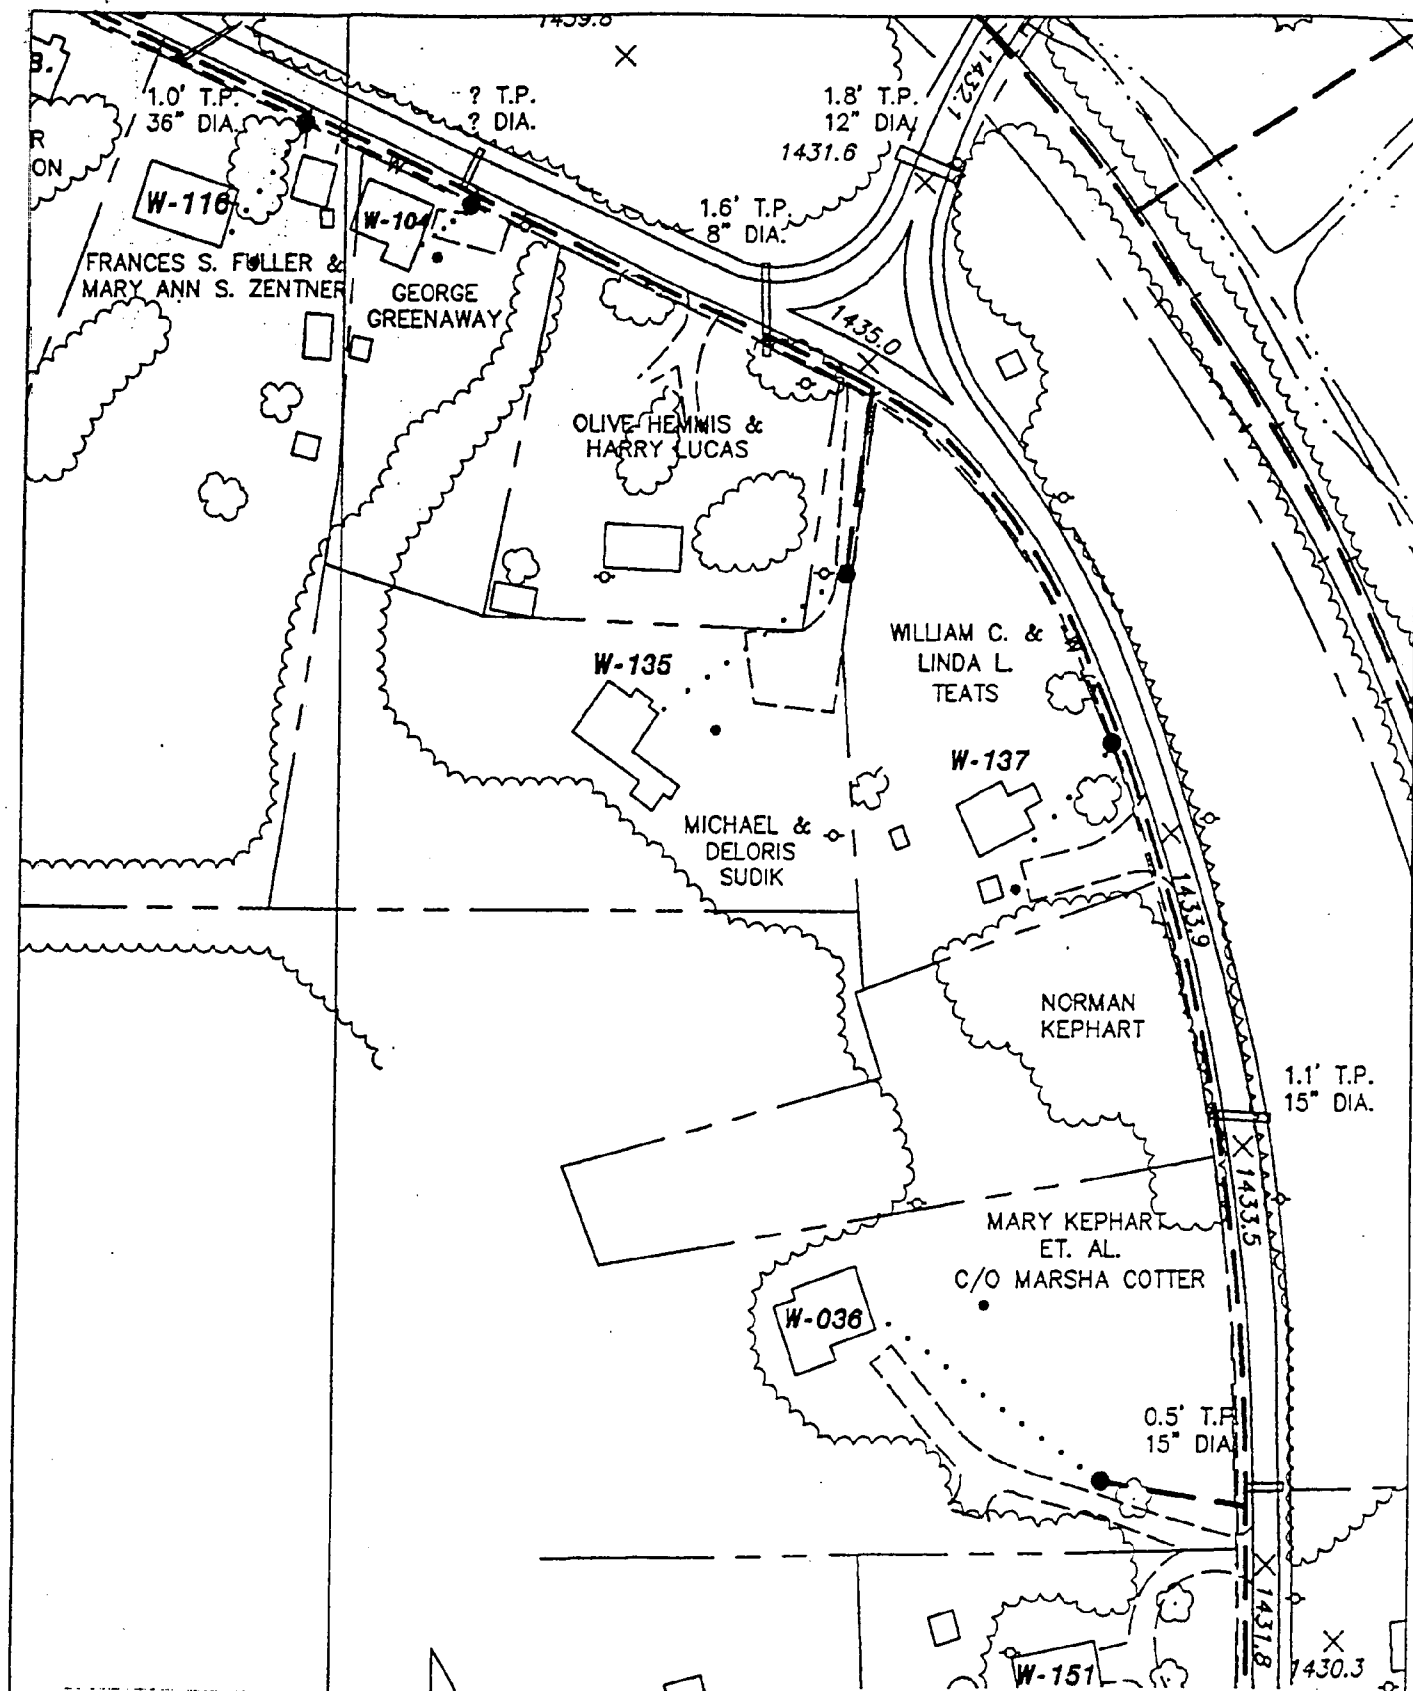 1439.8
B.
1.0' T.P.
36" DIA.
? T.P.
? DIA.
1.8' T.P.
12" DIA.
1431.6
1432.1
R
ON
W
W-116
W-104
1.6' T.P.
8" DIA.
FRANCES S. FULLER &
MARY ANN S. ZENTNER
GEORGE
GREENAWAY
1435.0
OLIVE HEMMIS &
HARRY LUCAS
WILLIAM C. &
LINDA L.
TEATS
W
W-135
W-137
MICHAEL &
DELORIS
SUDIK
1433.9
NORMAN
KEPHART
1.1' T.P.
15" DIA.
1433.5
MARY KEPHART
ET. AL.
C/O MARSHA COTTER
W-036
0.5' T.P.
15" DIA.
1431.8
1430.3
W-151